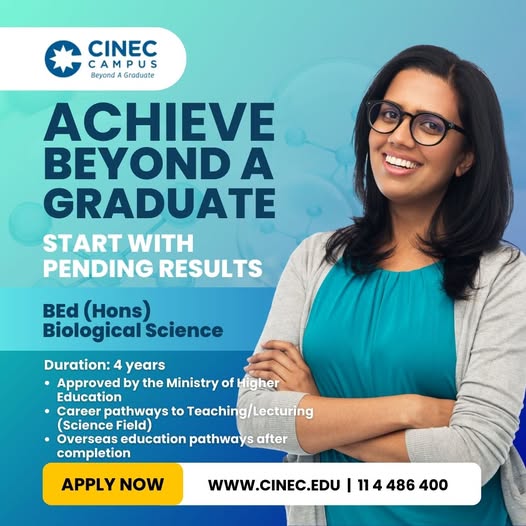 CINEC
CAMPUS
Beyond A Graduate
ACHIEVE
BEYOND A
GRADUATE
START WITH
PENDING RESULTS
BEd (Hons)
Biological Science
Duration: 4 years
• Approved by the Ministry of Higher
Education
• Career pathways to Teaching/Lecturing
(Science Field)
• Overseas education pathways after
completion
APPLY NOW
WWW.CINEC.EDU | 11 4 486 400